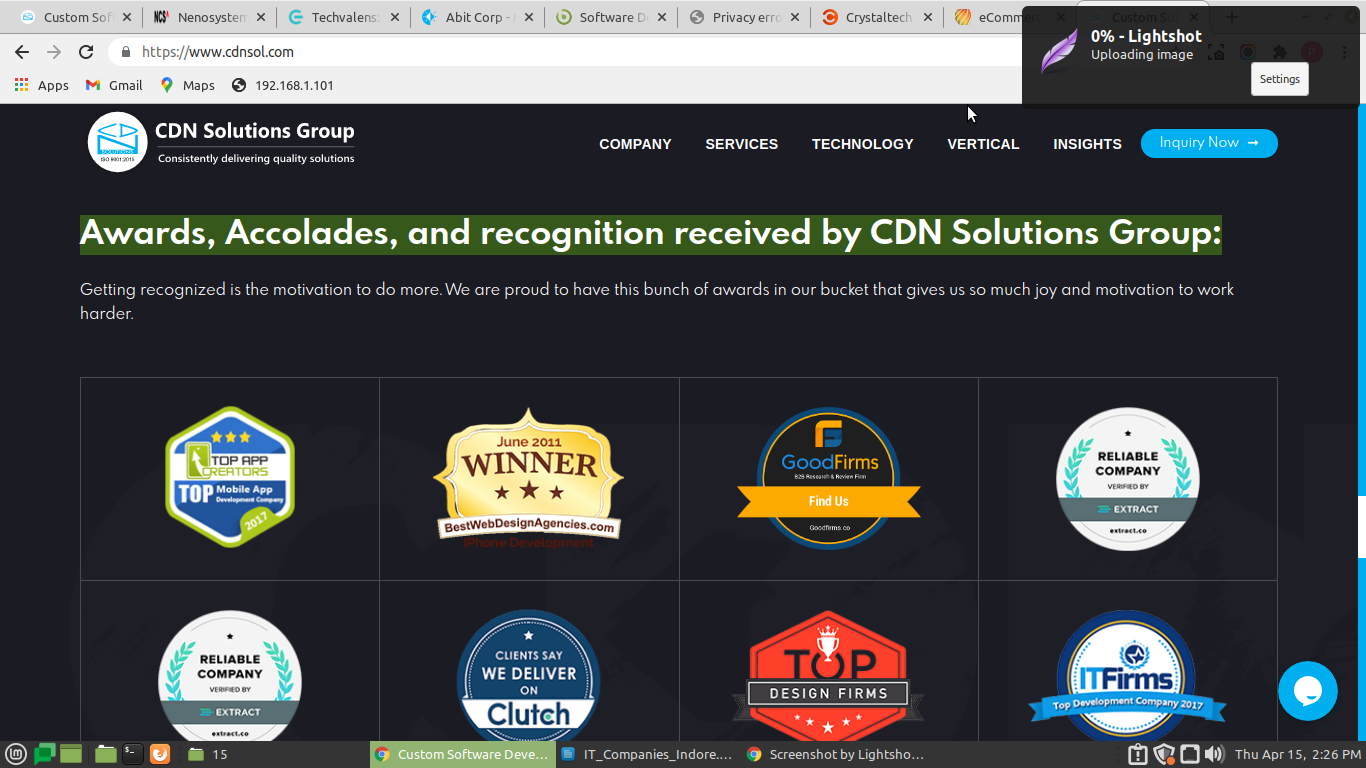 Custom Sof
Nenosystem
Techvalens
Abit Corp -
Software De
Privacy erro
Crystaltech
eComme
Custom Sof
0% - Lightshot
Uploading image
Settings
https://www.cdnsol.com
P
Apps
Gmail
Maps
192.168.1.101
SOLUTIONS
ISO 9001:2015
CDN Solutions Group
Consistently delivering quality solutions
COMPANY
SERVICES
TECHNOLOGY
VERTICAL
INSIGHTS
Inquiry Now →
Awards, Accolades, and recognition received by CDN Solutions Group:
Getting recognized is the motivation to do more. We are proud to have this bunch of awards in our bucket that gives us so much joy and motivation to work
harder.
TOP APP
CREATORS
TOP Mobile App
Development Company
2017
June 2011
WINNER
BestWebDesignAgencies.com
iPhone Development
GoodFirms
B2B Research & Review Firm
Find Us
Goodfirms.co
RELIABLE
COMPANY
VERIFIED BY
EXTRACT
extract.co
RELIABLE
COMPANY
VERIFIED BY
EXTRACT
extract.co
CLIENTS SAY
WE DELIVER
ON
Clutch
TOP
DESIGN FIRMS
ITFirms
Top Development Company 2017
15
Custom Software Deve...
IT_Companies_Indore....
Screenshot by Lightsho...
Thu Apr 15, 2:26 PM